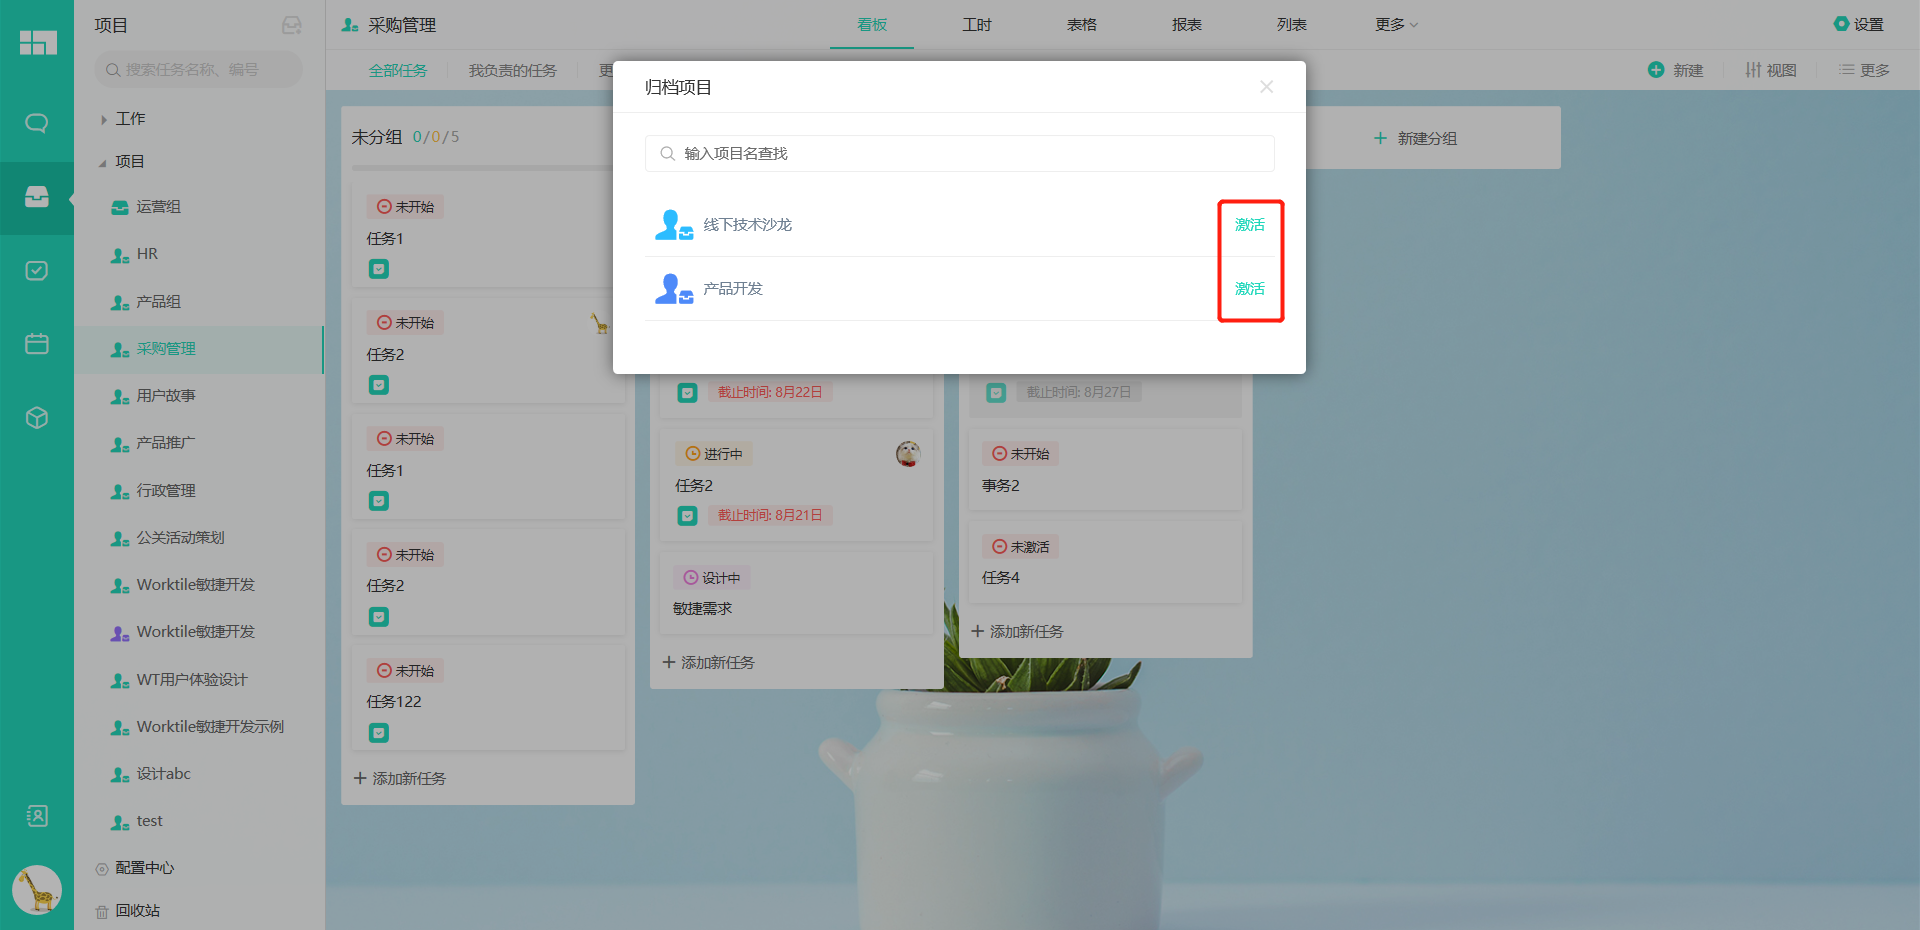 项目
搜索任务名称、编号
工作
项目
运营组
HR
产品组
采购管理
用户故事
产品推广
行政管理
公关活动策划
Worktile敏捷开发
Worktile敏捷开发
WT用户体验设计
Worktile敏捷开发示例
设计abc
test
配置中心
回收站
采购管理
看板
工时
表格
报表
列表
更多
设置
全部任务
我负责的任务
更
新建
视图
更多
归档项目
输入项目名查找
线下技术沙龙
激活
产品开发
激活
未分组 0/0/5
未开始
任务1
未开始
任务2
未开始
任务1
未开始
任务2
未开始
任务122
添加新任务
截止时间: 8月22日
进行中
任务2
截止时间: 8月21日
设计中
敏捷需求
添加新任务
截止时间: 8月27日
未开始
事务2
未激活
任务4
添加新任务
新建分组